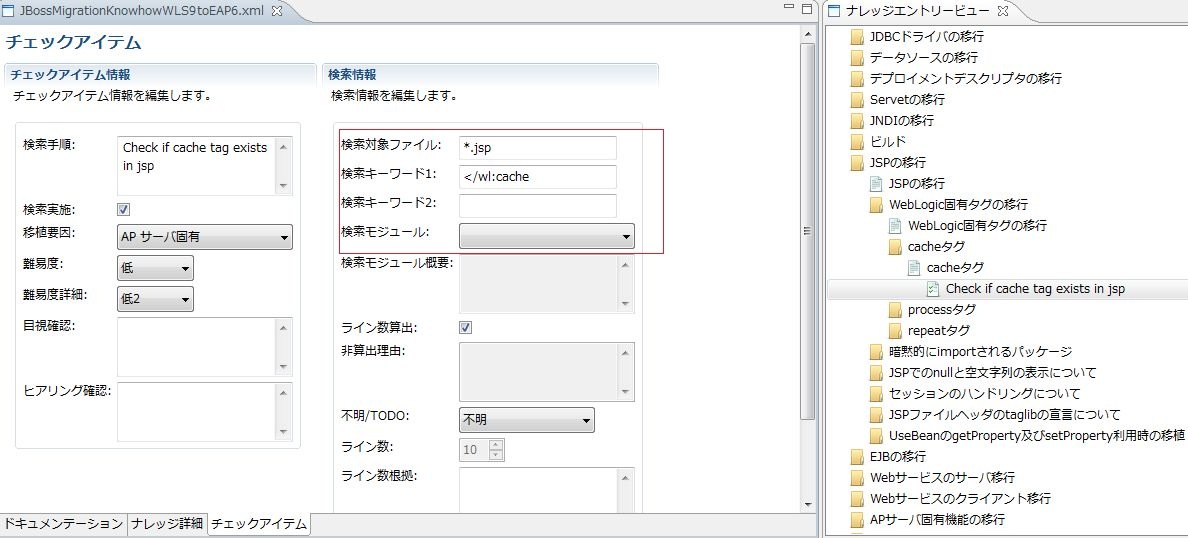 JBossMigrationKnowhowWLS9toEAP6.xml
チェックアイテム
チェックアイテム情報
チェックアイテム情報を編集します。
検索手順:
Check if cache tag exists
in jsp
検索実施:
移植要因:
AP サーバ固有
難易度:
低
難易度詳細:
低2
目視確認:
ヒアリング確認:
検索情報
検索情報を編集します。
検索対象ファイル:
*.jsp
検索キーワード1:
</wl:cache
検索キーワード2:
検索モジュール:
検索モジュール概要:
ライン数算出:
非算出理由:
不明/TODO:
不明
ライン数:
10
ライン数根拠:
ドキュメンテーション
ナレッジ詳細
チェックアイテム
ナレッジエントリービュー
JDBCドライバの移行
データソースの移行
デプロイメントデスクリプタの移行
Servetの移行
JNDIの移行
ビルド
JSPの移行
JSPの移行
WebLogic固有タグの移行
WebLogic固有タグの移行
cacheタグ
cacheタグ
Check if cache tag exists in jsp
processタグ
repeatタグ
暗黙的にimportされるパッケージ
JSPでのnullと空文字列の表示について
セッションのハンドリングについて
JSPファイルヘッダのtaglibの宣言について
UseBeanのgetProperty及びsetProperty利用時の移植
EJBの移行
Webサービスのサーバ移行
Webサービスのクライアント移行
APサーバ固有機能の移行